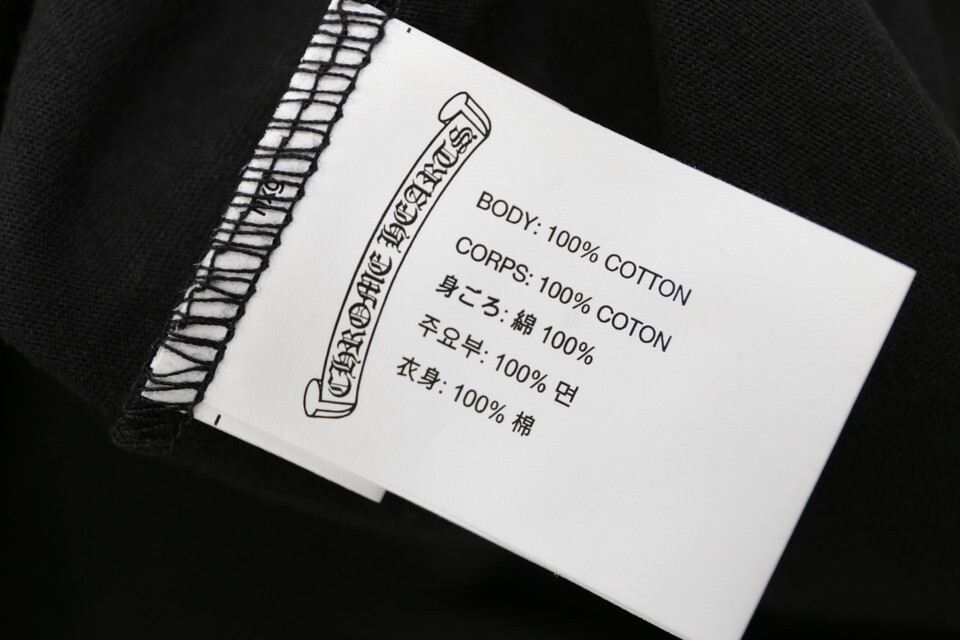 CHROME HEARTS
BODY: 100% COTTON
CORPS: 100% COTON
身ごろ: 綿 100%
주요부: 100% 면
衣身: 100% 棉